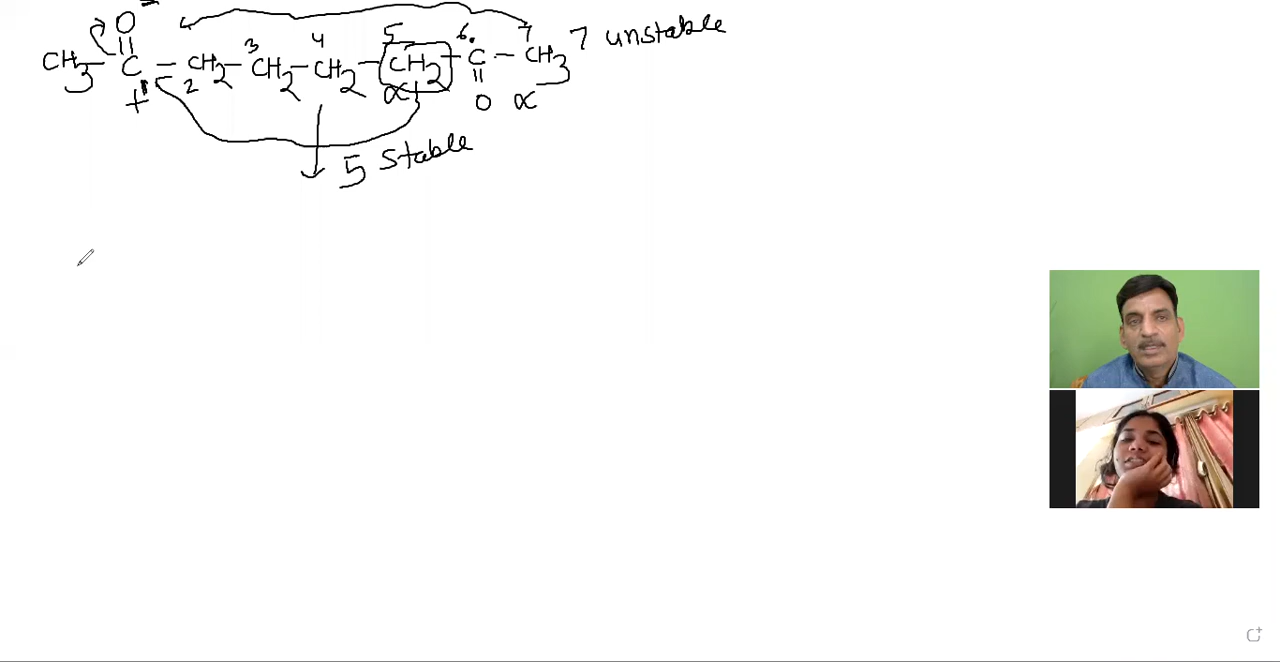 O
3 4 5 6. 7 7 unstable
CH3 - C - CH2 - CH2 - CH2 - CH2 - C - CH3
+ 1 2 α O α
5 Stable